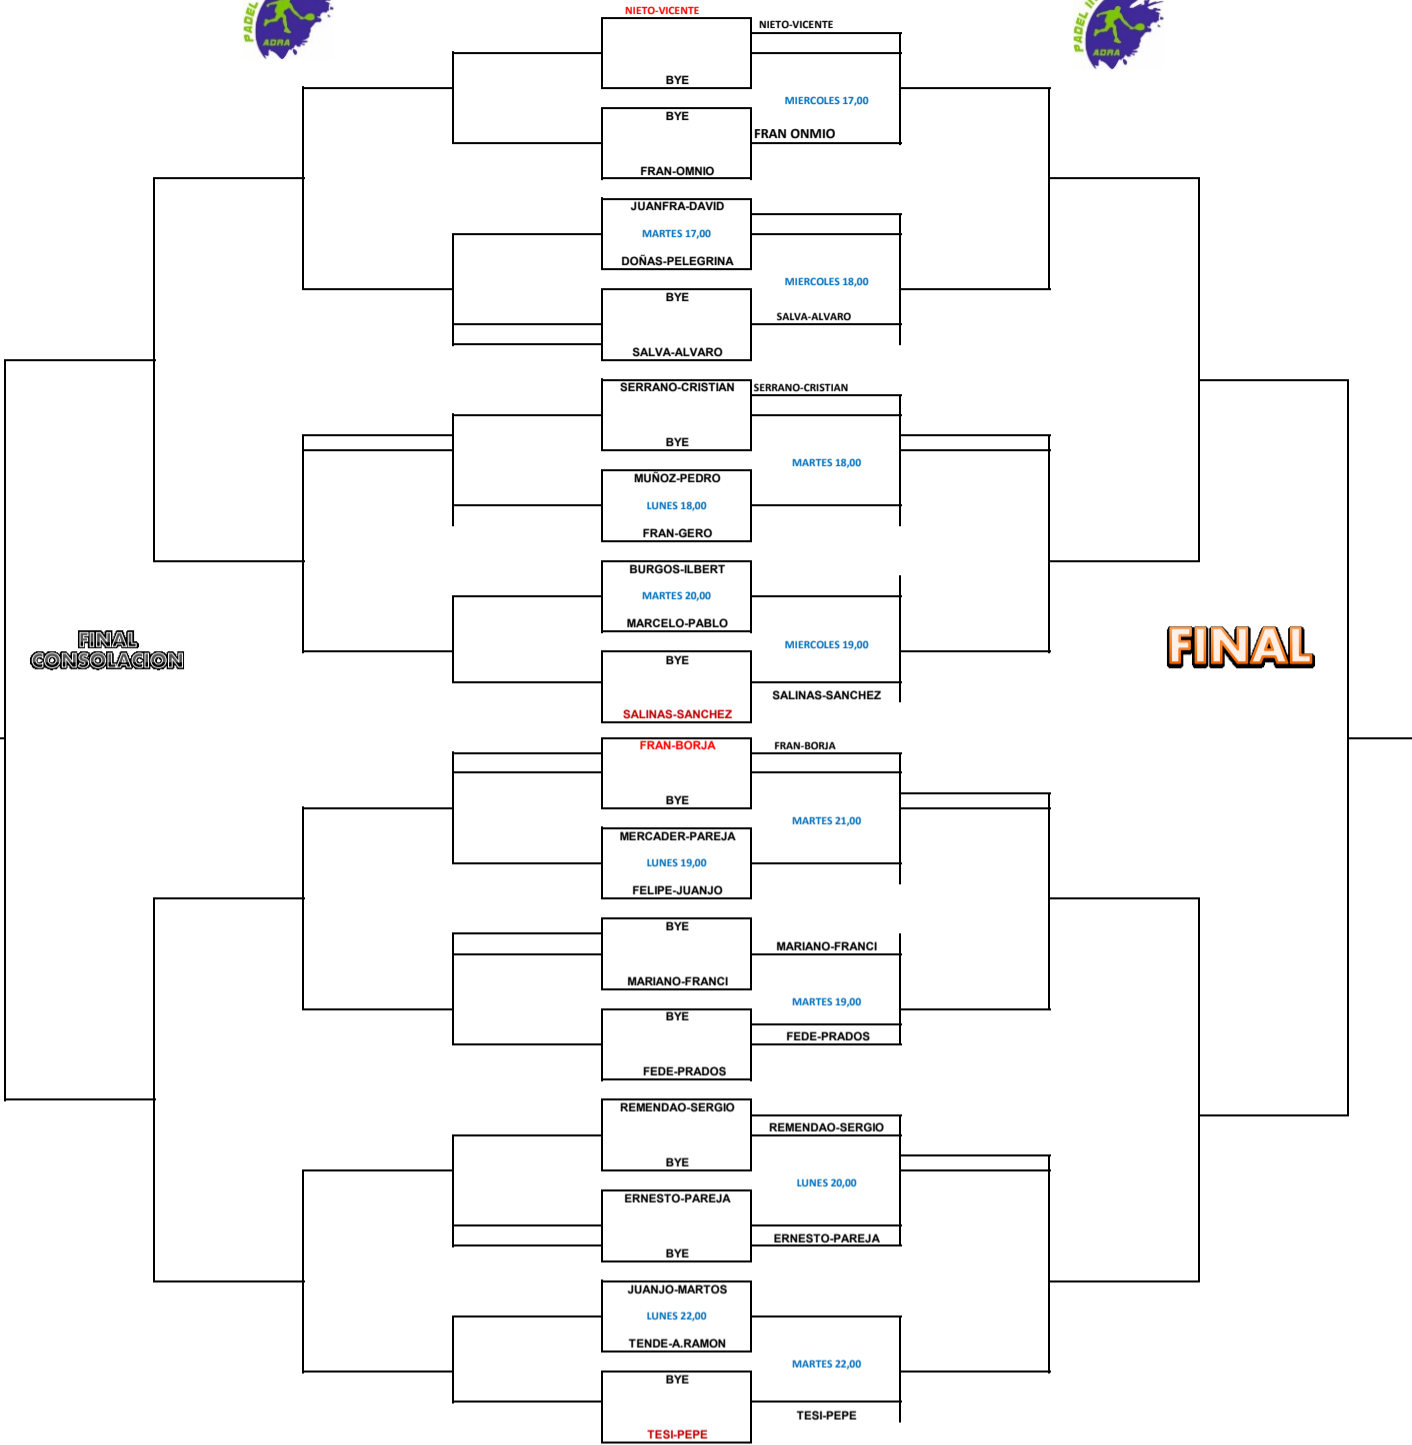 PADEL
ADRA
PADEL IN
ADRA
NIETO-VICENTE
NIETO-VICENTE
BYE
MIERCOLES 17,00
BYE
FRAN ONMIO
FRAN-OMNIO
JUANFRA-DAVID
MARTES 17,00
DOÑAS-PELEGRINA
MIERCOLES 18,00
BYE
SALVA-ALVARO
SALVA-ALVARO
SERRANO-CRISTIAN
SERRANO-CRISTIAN
BYE
MARTES 18,00
MUÑOZ-PEDRO
LUNES 18,00
FRAN-GERO
BURGOS-ILBERT
MARTES 20,00
MARCELO-PABLO
MIERCOLES 19,00
BYE
SALINAS-SANCHEZ
SALINAS-SANCHEZ
FINAL
CONSOLACION
FINAL
FRAN-BORJA
FRAN-BORJA
BYE
MARTES 21,00
MERCADER-PAREJA
LUNES 19,00
FELIPE-JUANJO
BYE
MARIANO-FRANCI
MARIANO-FRANCI
MARTES 19,00
BYE
FEDE-PRADOS
FEDE-PRADOS
REMENDAO-SERGIO
REMENDAO-SERGIO
BYE
LUNES 20,00
ERNESTO-PAREJA
ERNESTO-PAREJA
BYE
JUANJO-MARTOS
LUNES 22,00
TENDE-A.RAMON
MARTES 22,00
BYE
TESI-PEPE
TESI-PEPE